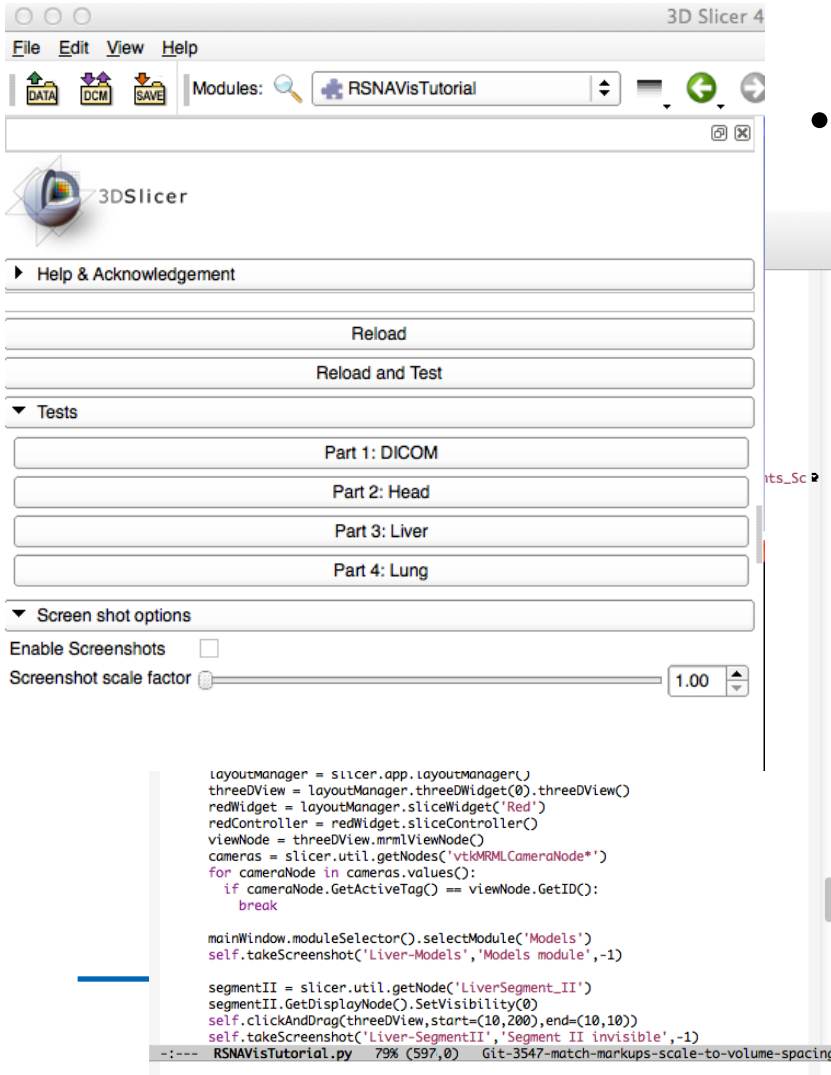 3D Slicer 4
File Edit View Help
DATA DCM SAVE Modules: RSNAVisTutorial
3DSlicer
Help & Acknowledgement
Reload
Reload and Test
Tests
Part 1: DICOM
nts_Sc
Part 2: Head
Part 3: Liver
Part 4: Lung
Screen shot options
Enable Screenshots
Screenshot scale factor 1.00
layoutManager = slicer.app.layoutManager()
threeDView = layoutManager.threeDWidget(0).threeDView()
redWidget = layoutManager.sliceWidget('Red')
redController = redWidget.sliceController()
viewNode = threeDView.mrmlViewNode()
cameras = slicer.util.getNodes('vtkMRMLCameraNode*')
for cameraNode in cameras.values():
  if cameraNode.GetActiveTag() == viewNode.GetID():
    break
mainWindow.moduleSelector().selectModule('Models')
self.takeScreenshot('Liver-Models','Models module',-1)
segmentII = slicer.util.getNode('LiverSegment_II')
segmentII.GetDisplayNode().SetVisibility(0)
self.clickAndDrag(threeDView,start=(10,200),end=(10,10))
self.takeScreenshot('Liver-SegmentII','Segment II invisible',-1)
-:--- RSNAVisTutorial.py 79% (597,0) Git-3547-match-markups-scale-to-volume-spacing